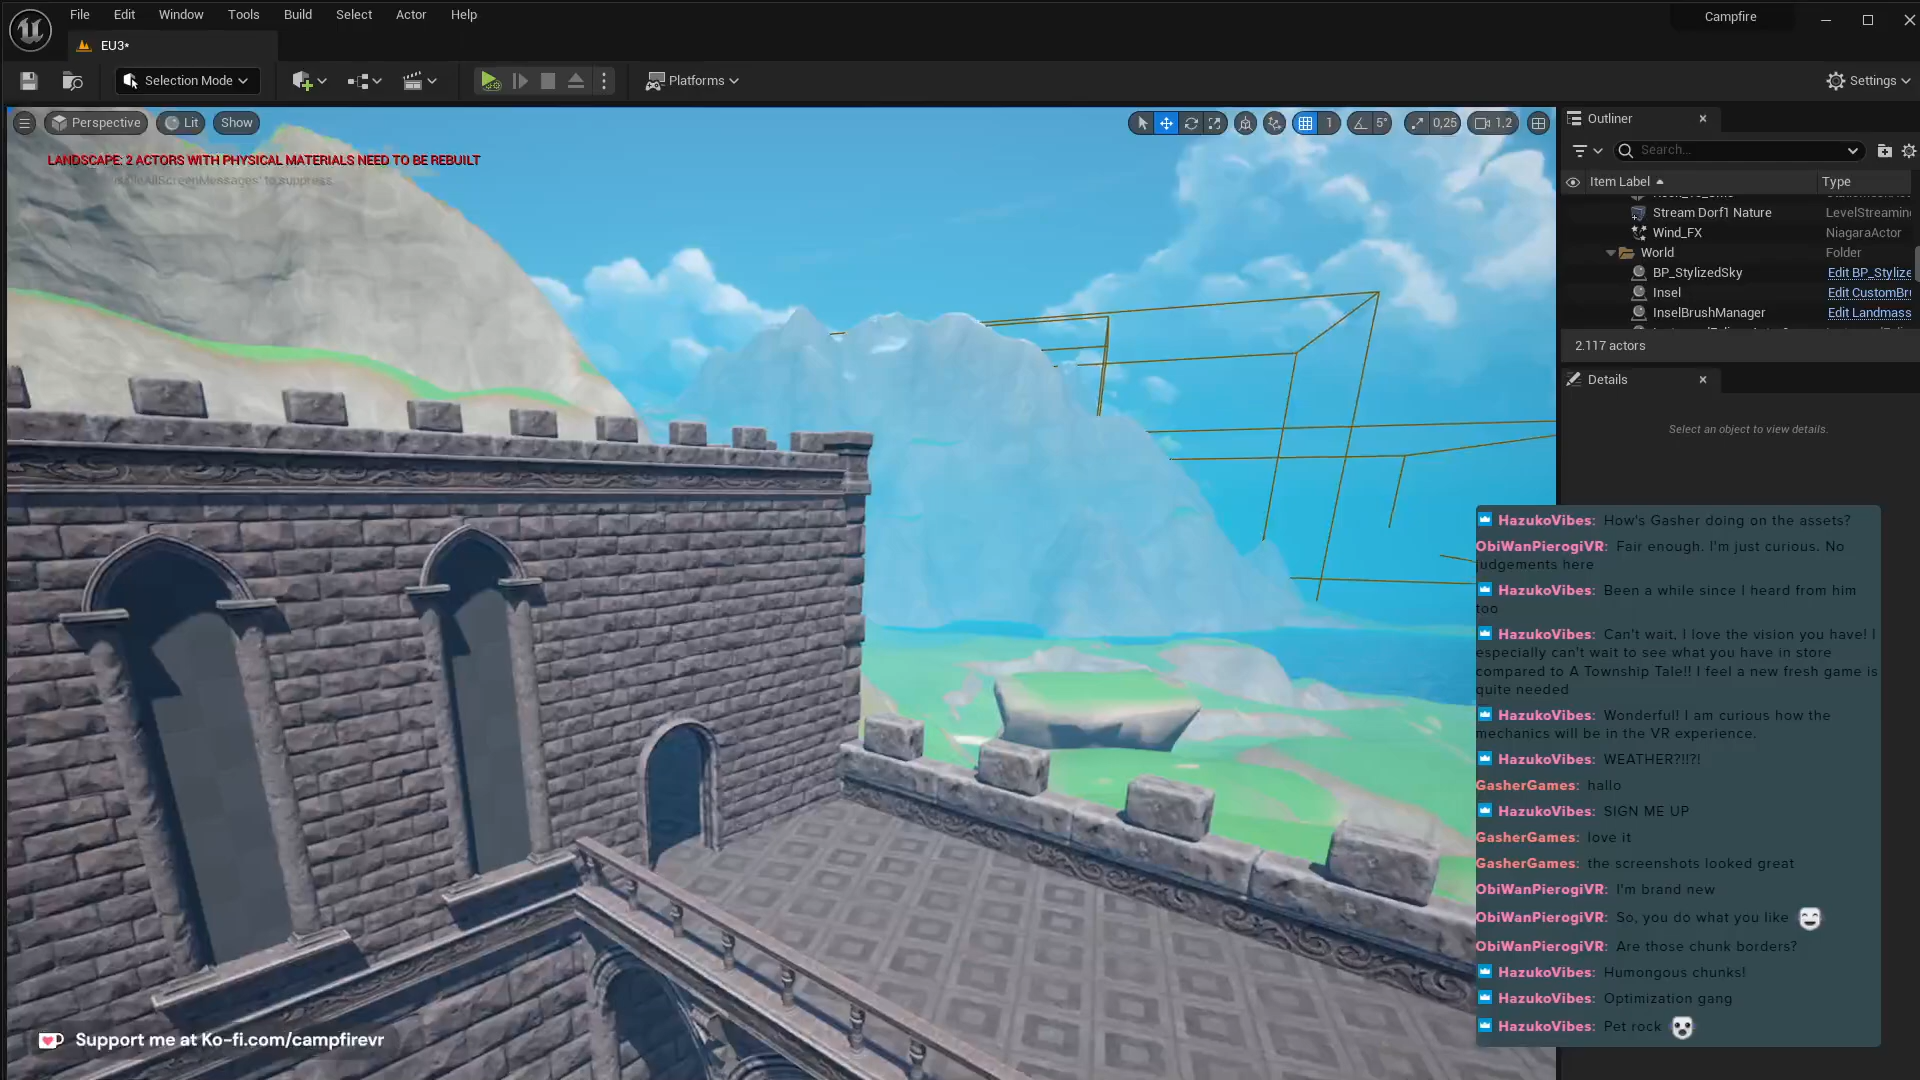 File Edit Window Tools Build Select Actor Help
Campfire
EU3*
Selection Mode
Platforms
Settings
Perspective Lit Show
1 5° 0,25 1,2
Outliner
LANDSCAPE: 2 ACTORS WITH PHYSICAL MATERIALS NEED TO BE REBUILT
to suppress
Search...
Item Label Type
Stream Dorf1 Nature LevelStreamin
Wind_FX NiagaraActor
World Folder
BP_StylizedSky Edit BP_Stylize
Insel Edit CustomBr
InselBrushManager Edit Landmass
2.117 actors
Details
Select an object to view details.
HazukoVibes: How's Gasher doing on the assets?
ObiWanPierogiVR: Fair enough. I'm just curious. No
judgements here
HazukoVibes: Been a while since I heard from him
too
HazukoVibes: Can't wait, I love the vision you have! I
especially can't wait to see what you have in store
compared to A Township Tale!! I feel a new fresh game is
quite needed
HazukoVibes: Wonderful! I am curious how the
mechanics will be in the VR experience.
HazukoVibes: WEATHER?!!?!
GasherGames: hallo
HazukoVibes: SIGN ME UP
GasherGames: love it
GasherGames: the screenshots looked great
ObiWanPierogiVR: I'm brand new
ObiWanPierogiVR: So, you do what you like
ObiWanPierogiVR: Are those chunk borders?
HazukoVibes: Humongous chunks!
HazukoVibes: Optimization gang
HazukoVibes: Pet rock
Support me at Ko-fi.com/campfirevr